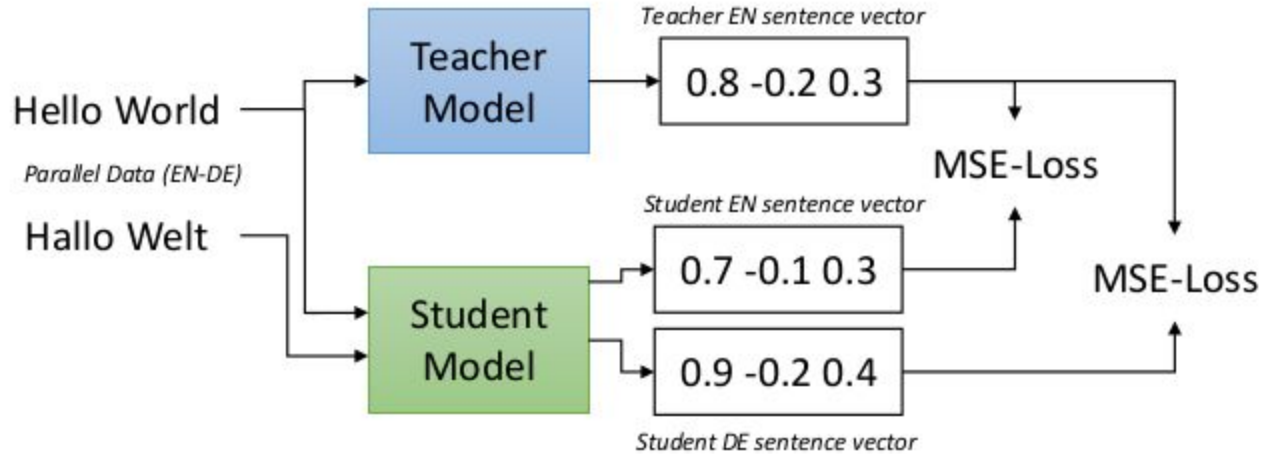 Teacher EN sentence vector
Teacher
Model
0.8 -0.2 0.3
Hello World
MSE-Loss
Parallel Data (EN-DE)
Student EN sentence vector
Hallo Welt
0.7 -0.1 0.3
MSE-Loss
Student
Model
0.9 -0.2 0.4
Student DE sentence vector